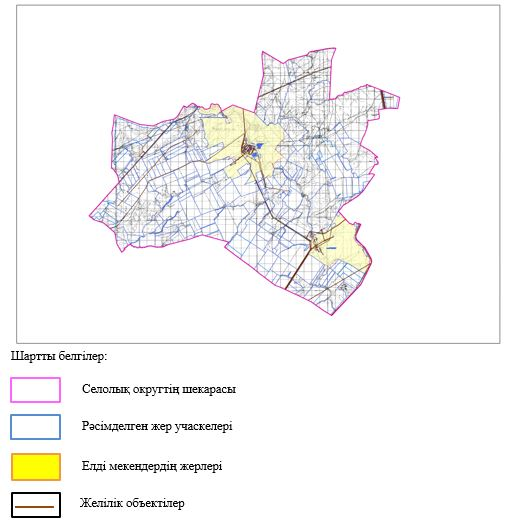 Шартты белгілер:
Селолық округтің шекарасы
Рәсімделген жер учаскелері
Елді мекендердің жерлері
Желілік объектілер